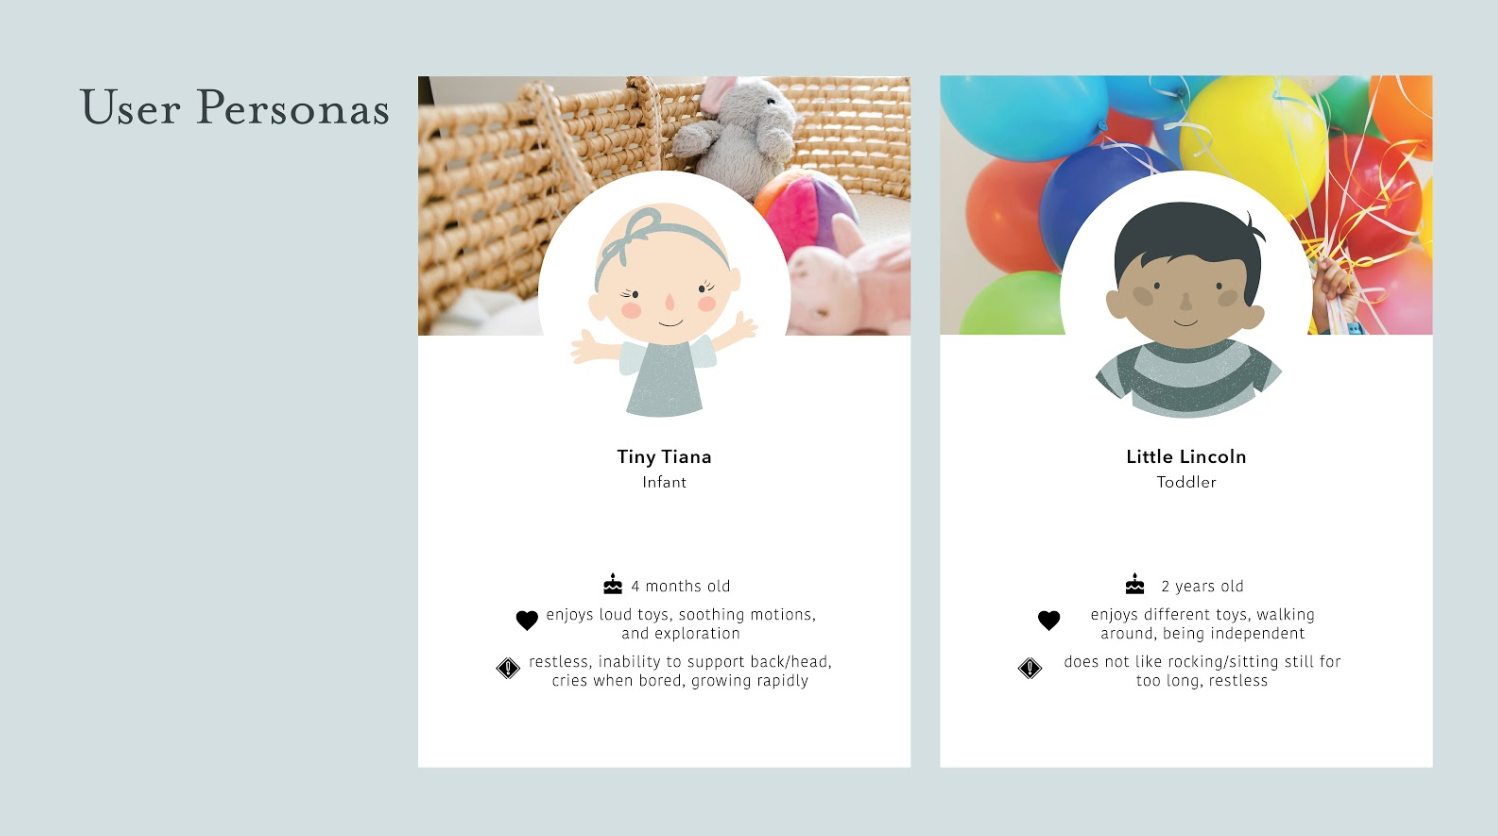 User Personas
Tiny Tiana
Infant
4 months old
enjoys loud toys, soothing motions,
and exploration
restless, inability to support back/head,
cries when bored, growing rapidly
Little Lincoln
Toddler
2 years old
enjoys different toys, walking
around, being independent
does not like rocking/sitting still for
too long, restless